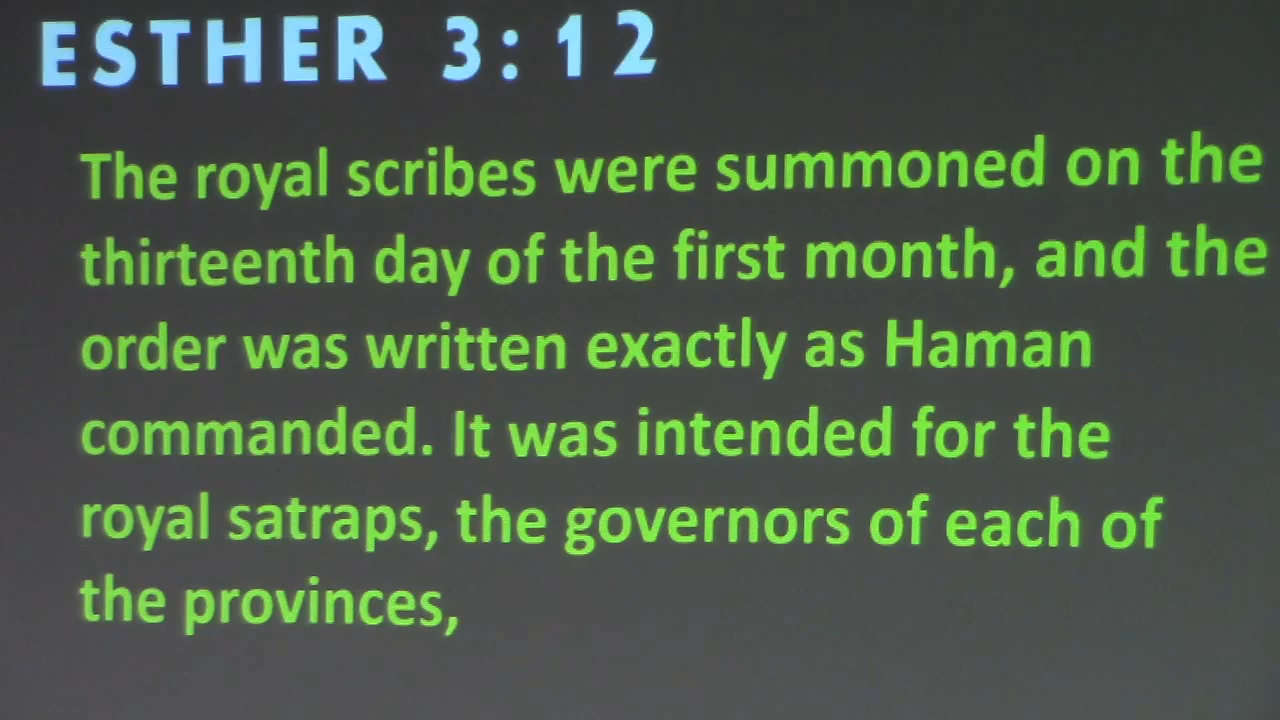 ESTHER 3:12
The royal scribes were summoned on the
thirteenth day of the first month, and the
order was written exactly as Haman
commanded. It was intended for the
royal satraps, the governors of each of
the provinces,